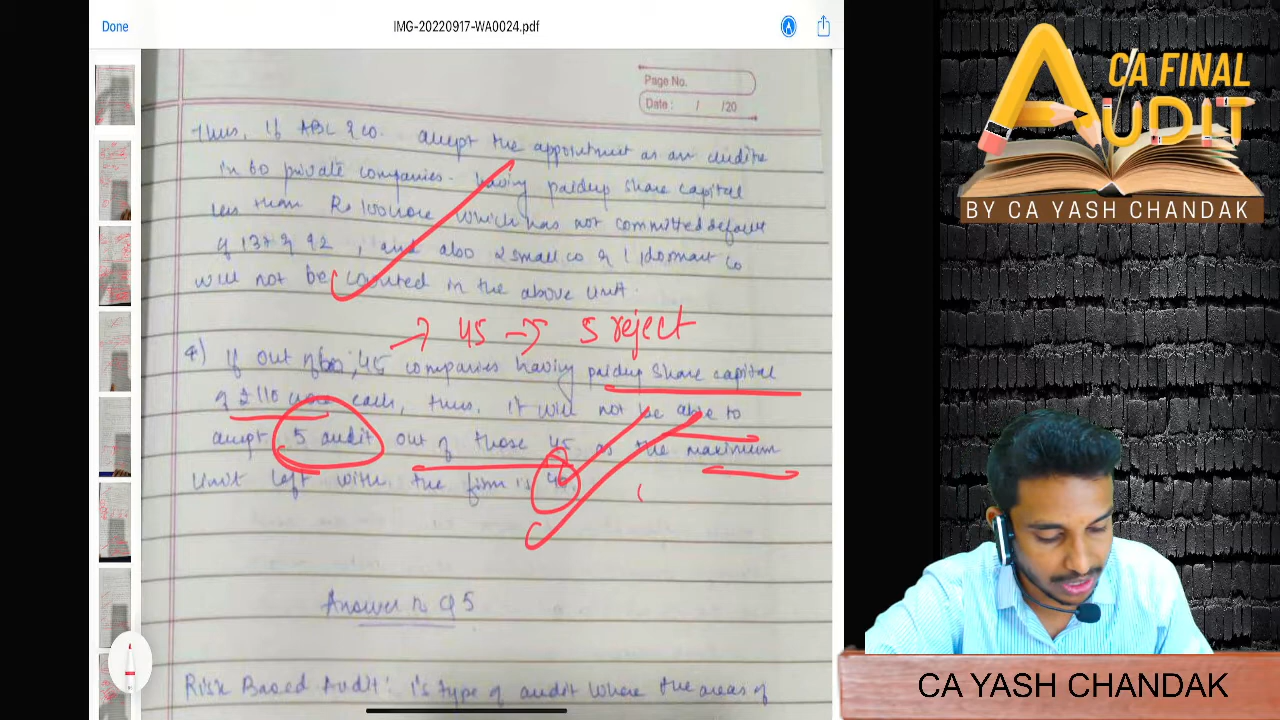 Done
IMG-20220917-WA0024.pdf
Page No.
Date : / /20
Thus, if ABC & co. accept the appointment as an auditor
in 60 private companies. having paidup share capital
less than Rs 100 crore which has not committed default
of 137 & 92 , and also 2 small co & 1 dormant co
will not be counted in the above limit.
→ 45 → 5 reject
4) If out of 60, 45 companies having paidup share capital
of ₹ 110 crore each, thus, it will not be able to
accept 5 audit out of those 45 as the maximum
limit left with the firm is
Answer n Q5
Risk Based Audit: is type of audit where the areas of
CA FINAL
AUDIT
BY CA YASH CHANDAK
CA YASH CHANDAK